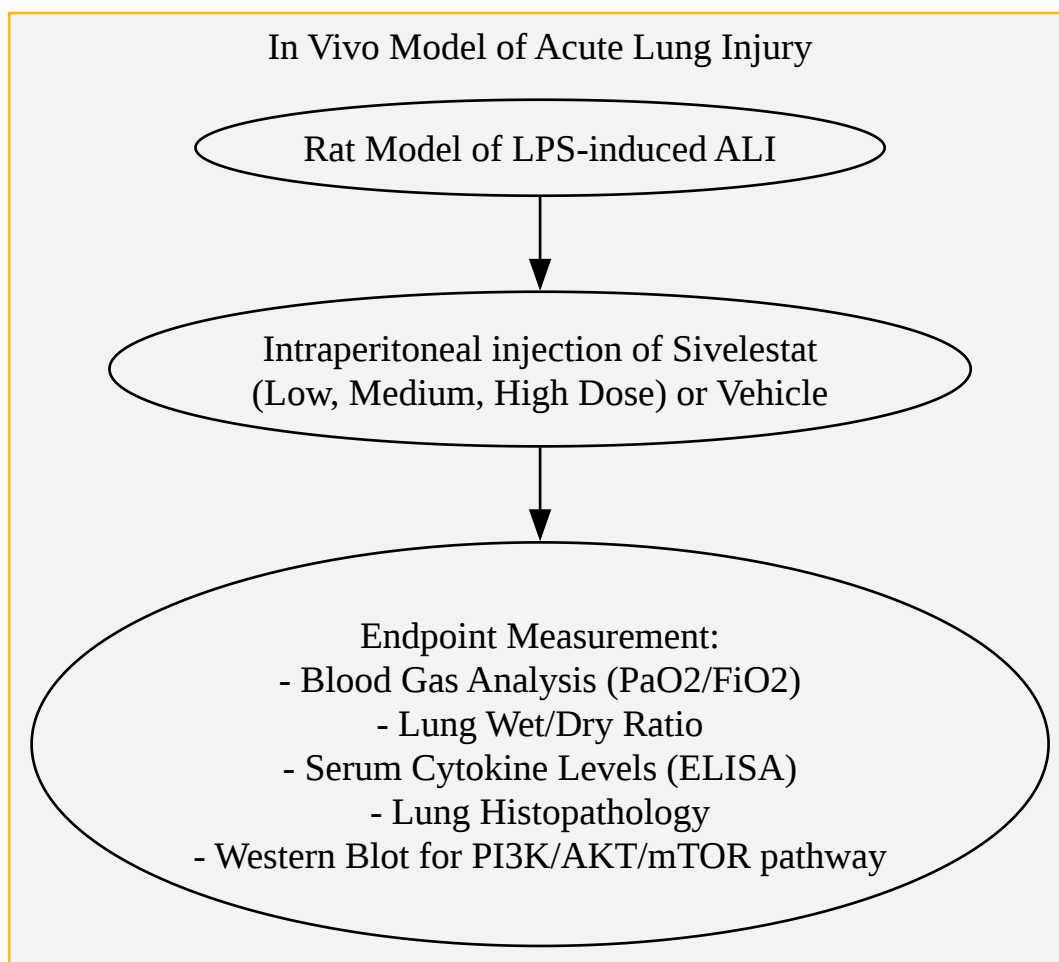 In Vivo Model of Acute Lung Injury
Rat Model of LPS-induced ALI
Intraperitoneal injection of Sivelestat
(Low, Medium, High Dose) or Vehicle
Endpoint Measurement:
- Blood Gas Analysis (PaO2/FiO2)
- Lung Wet/Dry Ratio
- Serum Cytokine Levels (ELISA)
- Lung Histopathology
- Western Blot for PI3K/AKT/mTOR pathway